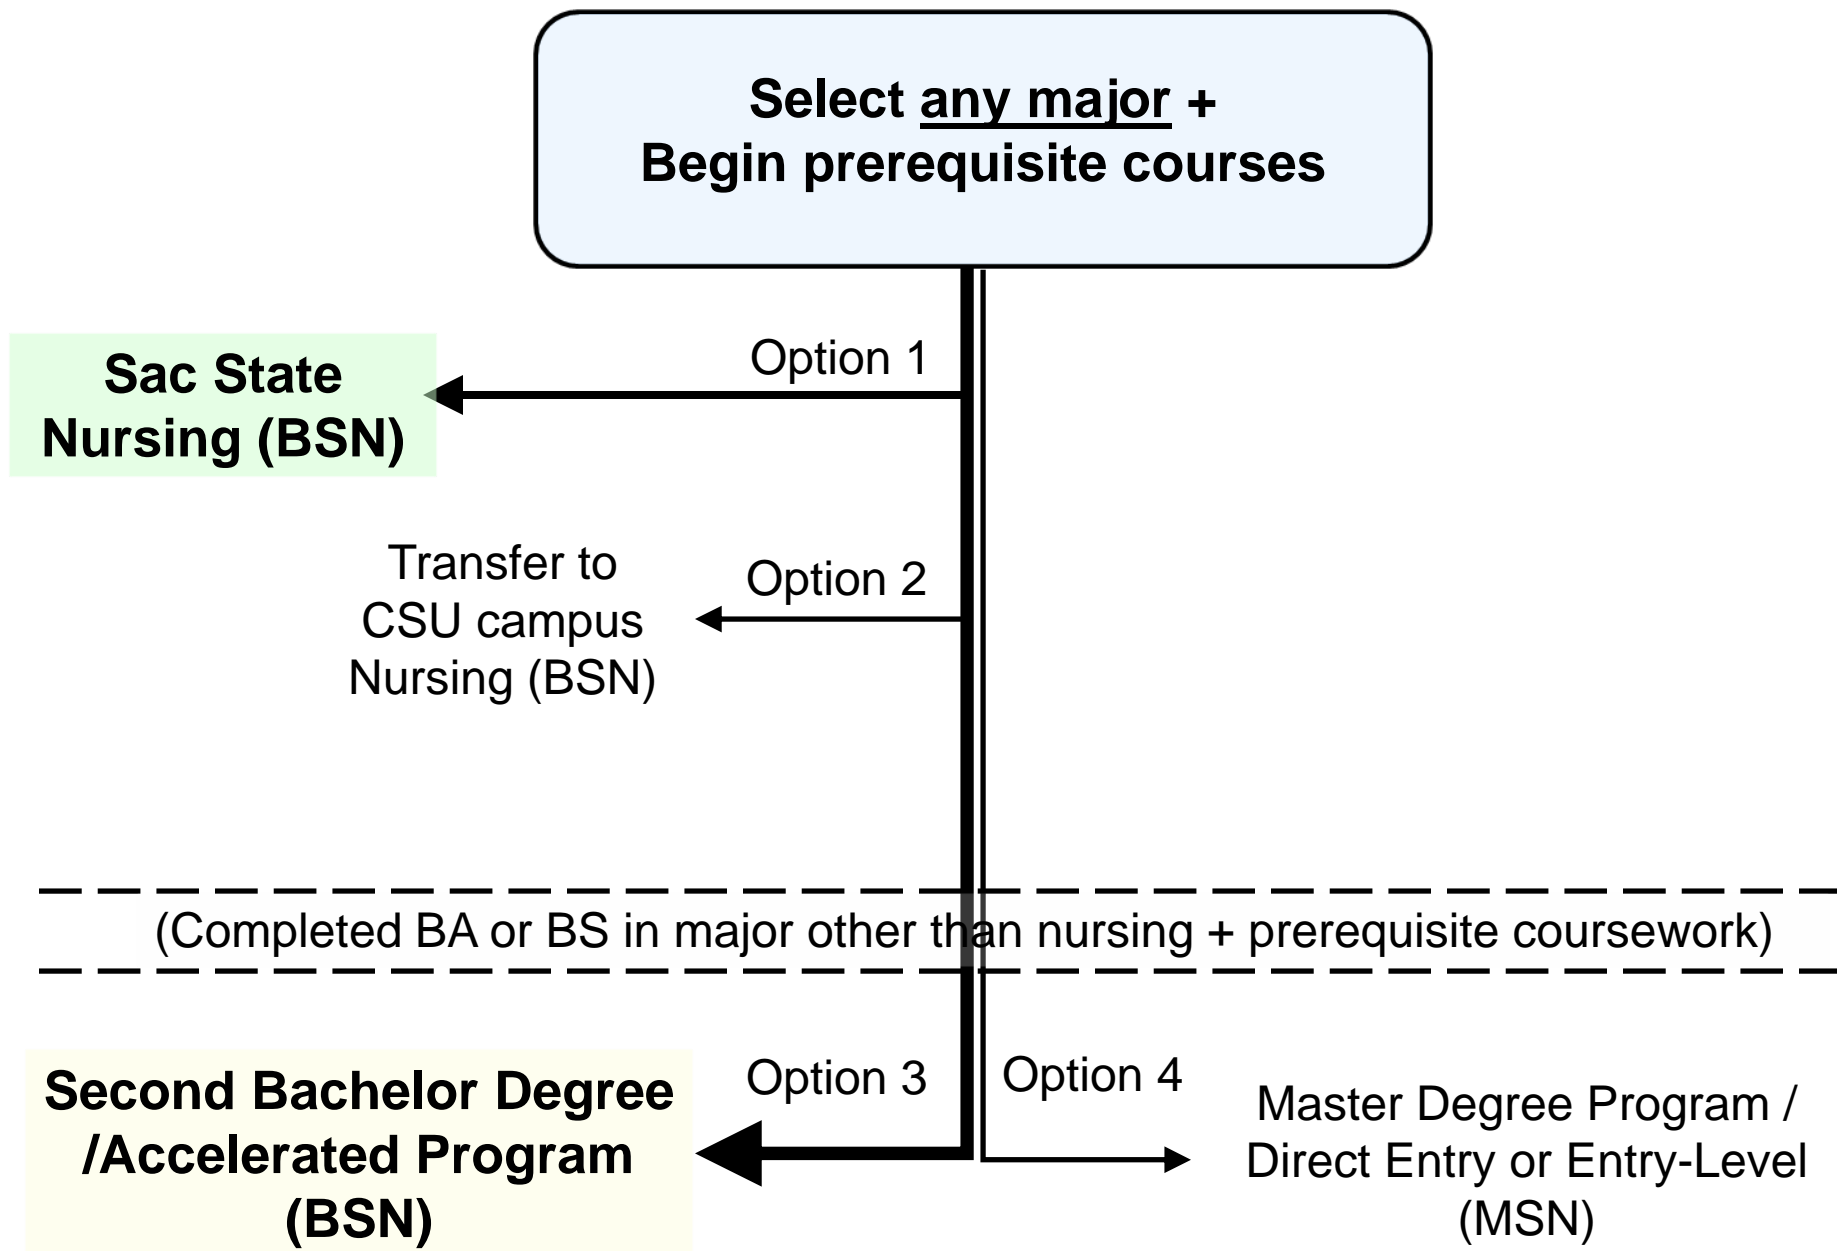 Select any major +
Begin prerequisite courses
Option 1
Sac State
Nursing (BSN)
Option 2
Transfer to
CSU campus
Nursing (BSN)
(Completed BA or BS in major other than nursing + prerequisite coursework)
Option 3
Second Bachelor Degree
/Accelerated Program
(BSN)
Option 4
Master Degree Program /
Direct Entry or Entry-Level
(MSN)